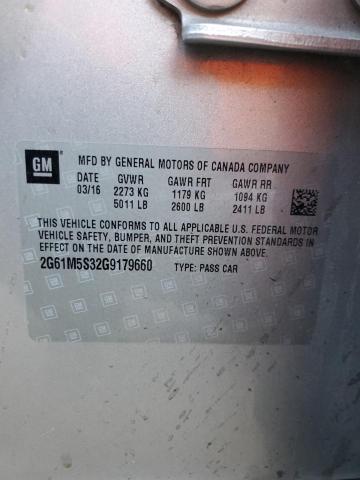 GM
MFD BY GENERAL MOTORS OF CANADA COMPANY
DATE GVWR GAWR FRT GAWR RR
03/16 2273 KG 1179 KG 1094 KG
5011 LB 2600 LB 2411 LB
THIS VEHICLE CONFORMS TO ALL APPLICABLE U.S. FEDERAL MOTOR
VEHICLE SAFETY, BUMPER, AND THEFT PREVENTION STANDARDS IN
EFFECT ON THE DATE OF MANUFACTURE SHOWN ABOVE.
2G61M5S32G9179660 TYPE: PASS CAR